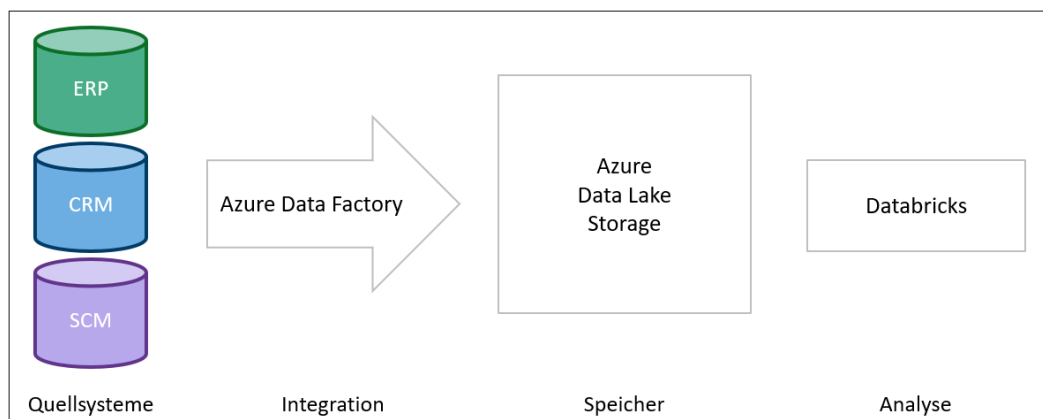 ERP
CRM
SCM
Azure Data Factory
Azure
Data Lake
Storage
Databricks
Quellsysteme
Integration
Speicher
Analyse